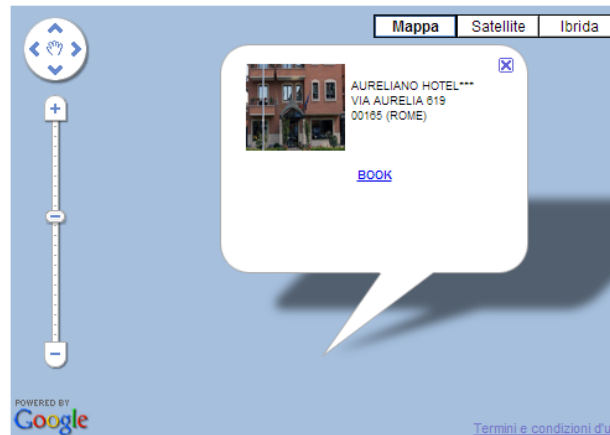 Mappa Satellite Ibrida
AURELIANO HOTEL***
VIA AURELIA 619
00165 (ROME)
BOOK
POWERED BY
Google
Termini e condizioni d'u